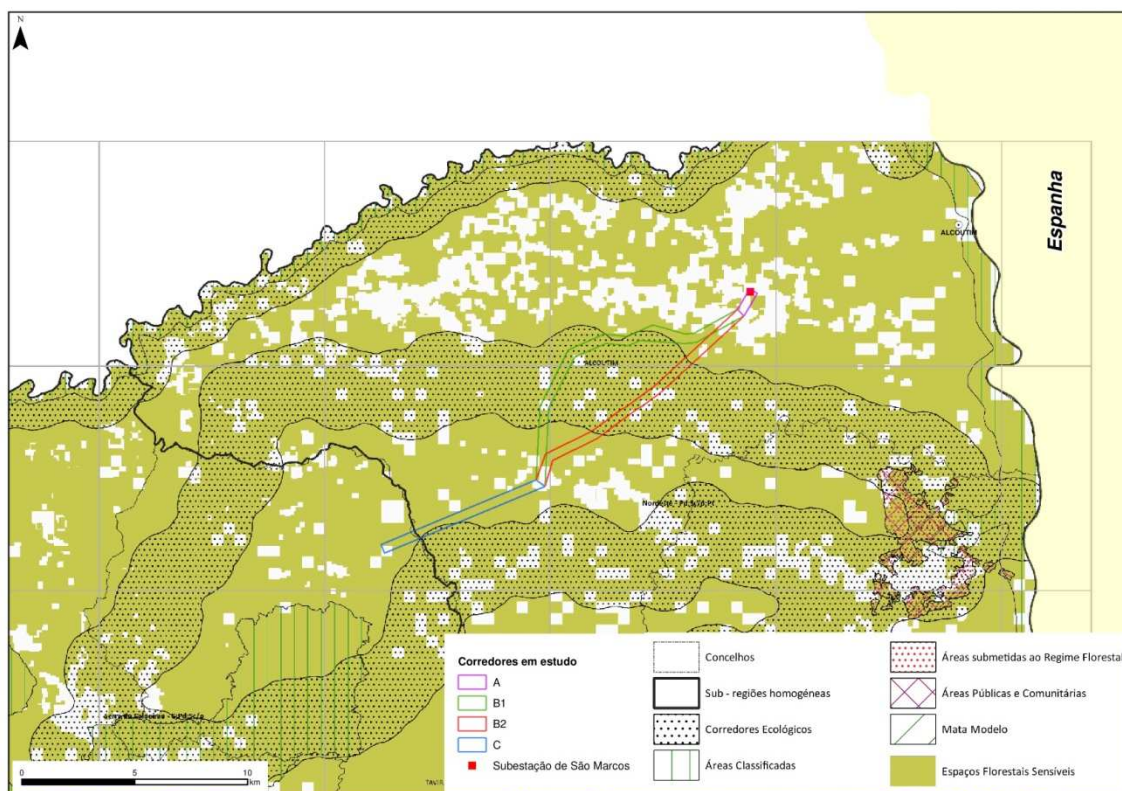 N
Espanha
ALCOUTIM
ALCOUTIM
Nordeste
Corredores em estudo
A
B1
B2
C
Subestação de São Marcos
Concelhos
Sub - regiões homogéneas
Corredores Ecológicos
Áreas Classificadas
Áreas submetidas ao Regime Florestal
Áreas Públicas e Comunitárias
Mata Modelo
Espaços Florestais Sensíveis
0 5 10
km